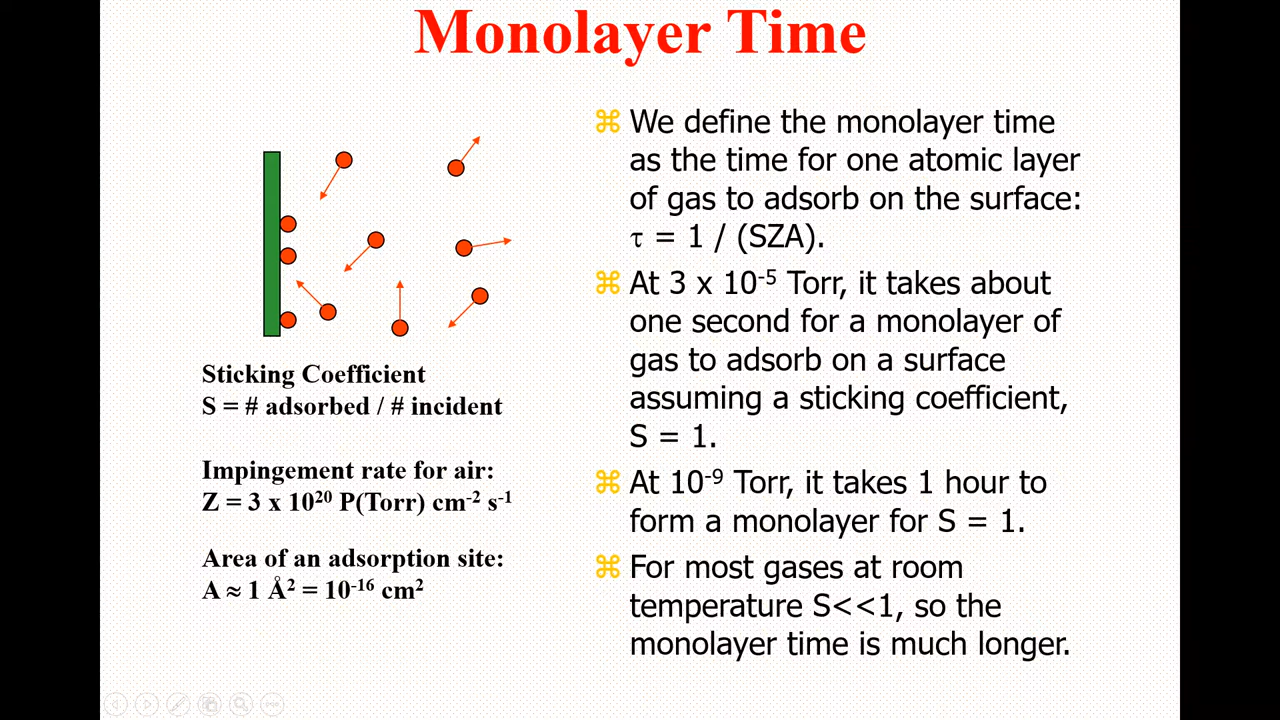 Monolayer Time
Sticking Coefficient
S = # adsorbed / # incident
Impingement rate for air:
Z = 3 x 10²⁰ P(Torr) cm⁻² s⁻¹
Area of an adsorption site:
A ≈ 1 Å² = 10⁻¹⁶ cm²
⌘ We define the monolayer time
as the time for one atomic layer
of gas to adsorb on the surface:
τ = 1 / (SZA).
⌘ At 3 x 10⁻⁵ Torr, it takes about
one second for a monolayer of
gas to adsorb on a surface
assuming a sticking coefficient,
S = 1.
⌘ At 10⁻⁹ Torr, it takes 1 hour to
form a monolayer for S = 1.
⌘ For most gases at room
temperature S<<1, so the
monolayer time is much longer.